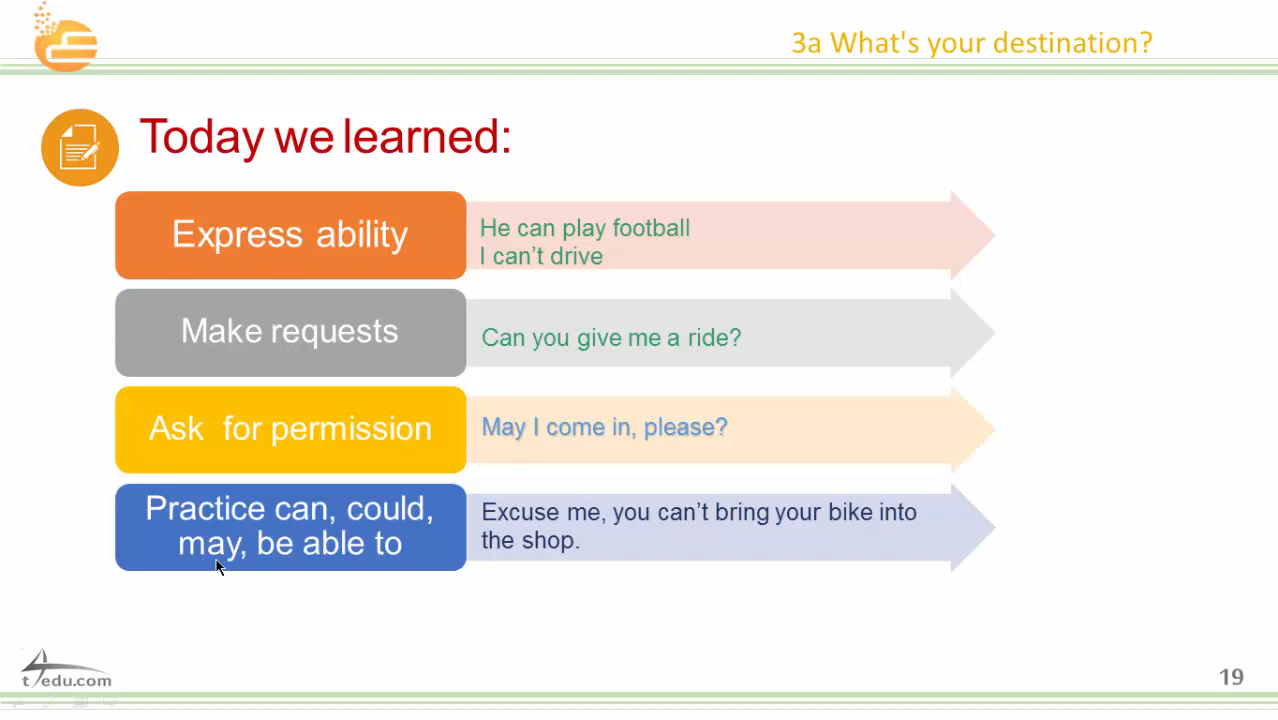 3a What's your destination?
Today we learned:
Express ability
He can play football
I can't drive
Make requests
Can you give me a ride?
Ask for permission
May I come in, please?
Practice can, could,
may, be able to
Excuse me, you can't bring your bike into
the shop.
edu.com
19